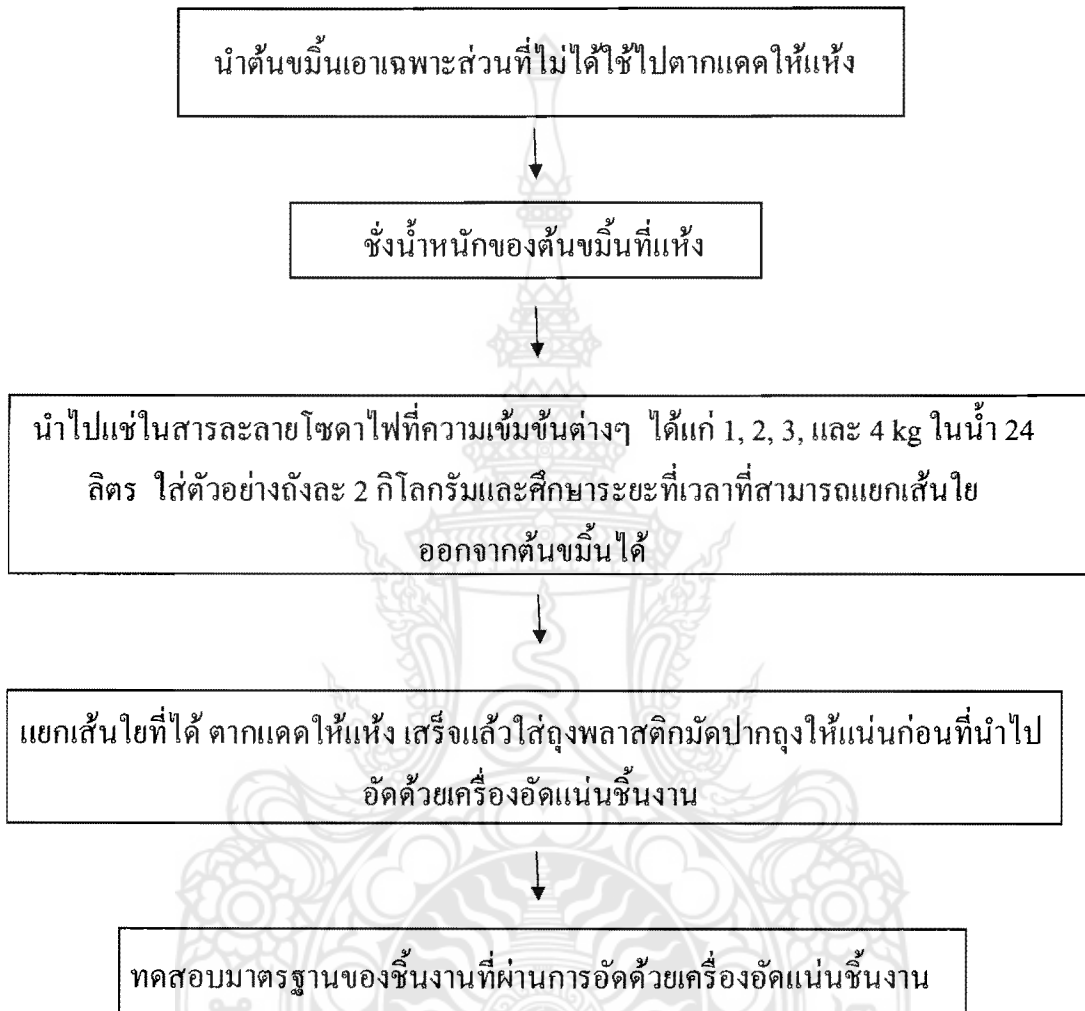 นำต้นขมิ้นเอาเฉพาะส่วนที่ไม่ได้ใช้ไปตากแดดให้แห้ง
ชั่งน้ำหนักของต้นขมิ้นที่แห้ง
นำไปแช่ในสารละลายโซดาไฟที่ความเข้มข้นต่างๆ ได้แก่ 1, 2, 3, และ 4 kg ในน้ำ 24
ลิตร ใส่ตัวอย่างถังละ 2 กิโลกรัมและศึกษาระยะที่เวลาที่สามารถแยกเส้นใย
ออกจากต้นขมิ้นได้
แยกเส้นใยที่ได้ ตากแดดให้แห้ง เสร็จแล้วใส่ถุงพลาสติกมัดปากถุงให้แน่นก่อนที่นำไป
อัดด้วยเครื่องอัดแน่นชิ้นงาน
ทดสอบมาตรฐานของชิ้นงานที่ผ่านการอัดด้วยเครื่องอัดแน่นชิ้นงาน